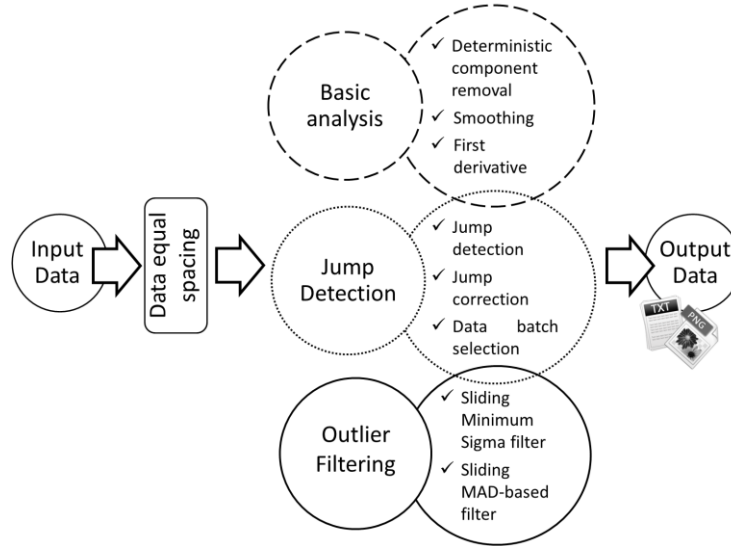 Input
Data
Data equal
spacing
Basic
analysis
✓ Deterministic
component
removal
✓ Smoothing
✓ First
derivative
Jump
Detection
✓ Jump
detection
✓ Jump
correction
✓ Data batch
selection
Outlier
Filtering
✓ Sliding
Minimum
Sigma filter
✓ Sliding
MAD-based
filter
Output
Data
TXT
PNG